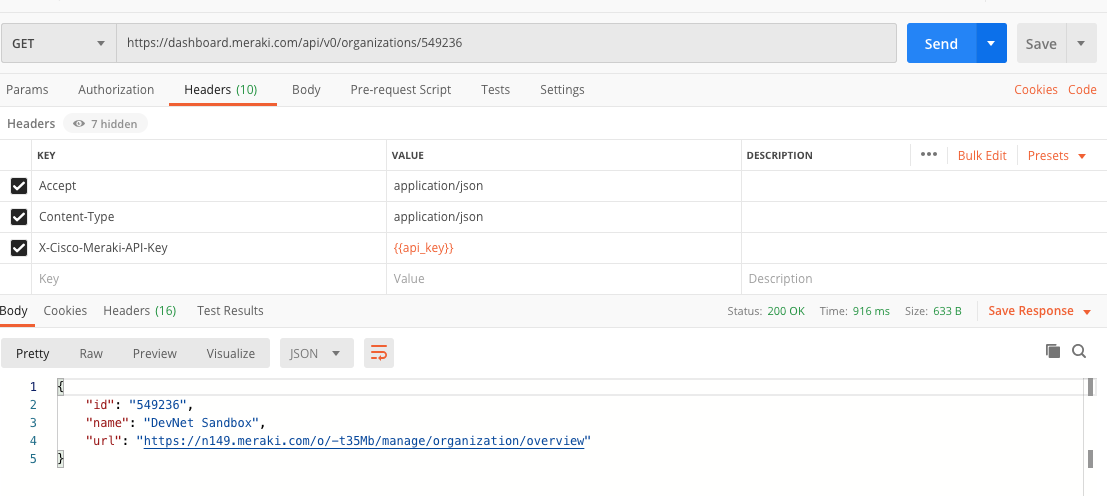 GET https://dashboard.meraki.com/api/v0/organizations/549236 Send Save
Params Authorization Headers (10) Body Pre-request Script Tests Settings Cookies Code
Headers 7 hidden
KEY VALUE DESCRIPTION ••• Bulk Edit Presets
Accept application/json
Content-Type application/json
X-Cisco-Meraki-API-Key {{api_key}}
Key Value Description
Body Cookies Headers (16) Test Results Status: 200 OK Time: 916 ms Size: 633 B Save Response
Pretty Raw Preview Visualize JSON
1 {
2 "id": "549236",
3 "name": "DevNet Sandbox",
4 "url": "https://n149.meraki.com/o/-t35Mb/manage/organization/overview"
5 }